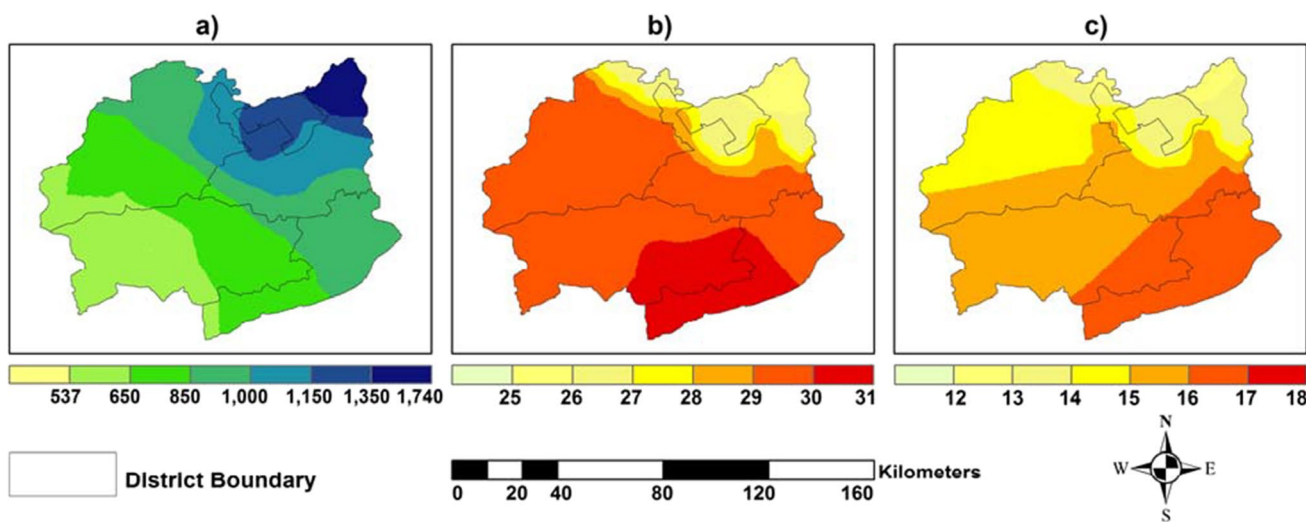 a) b) c)
537 650 850 1,000 1,150 1,350 1,740
25 26 27 28 29 30 31
12 13 14 15 16 17 18
District Boundary
Kilometers
0 20 40 80 120 160
N
W E
S